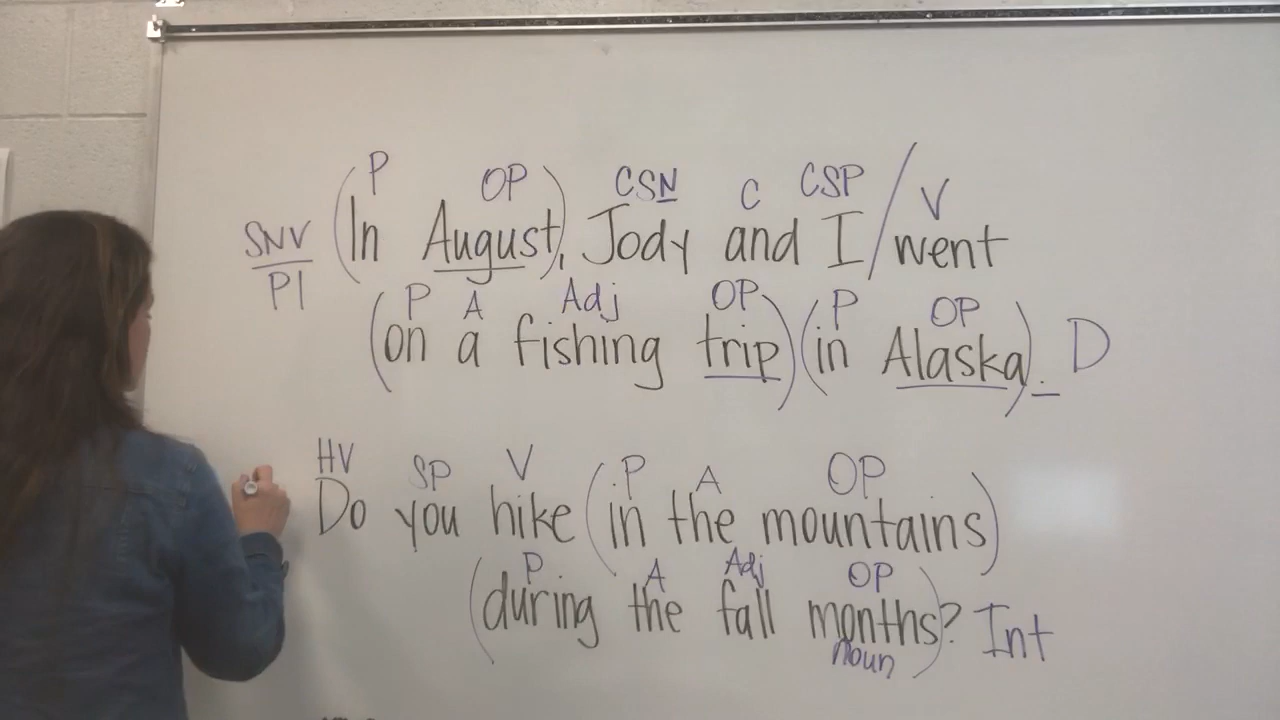 P OP CSN C CSP V
SNV (In August), Jody and I / went
P1 P A Adj OP P OP
(on a fishing trip) (in Alaska). D
HV SP V P A OP
Do you hike (in the mountains)
P A Adj OP
(during the fall months)? Int
noun